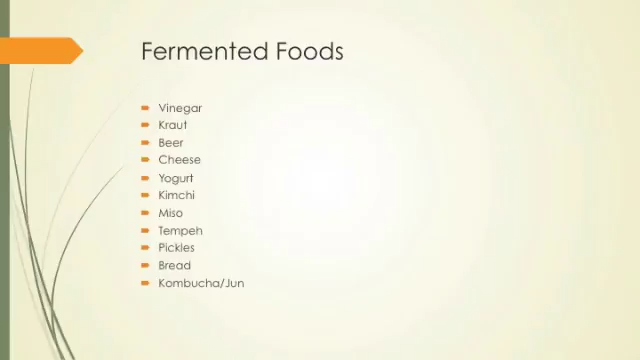 Fermented Foods
Vinegar
Kraut
Beer
Cheese
Yogurt
Kimchi
Miso
Tempeh
Pickles
Bread
Kombucha/Jun